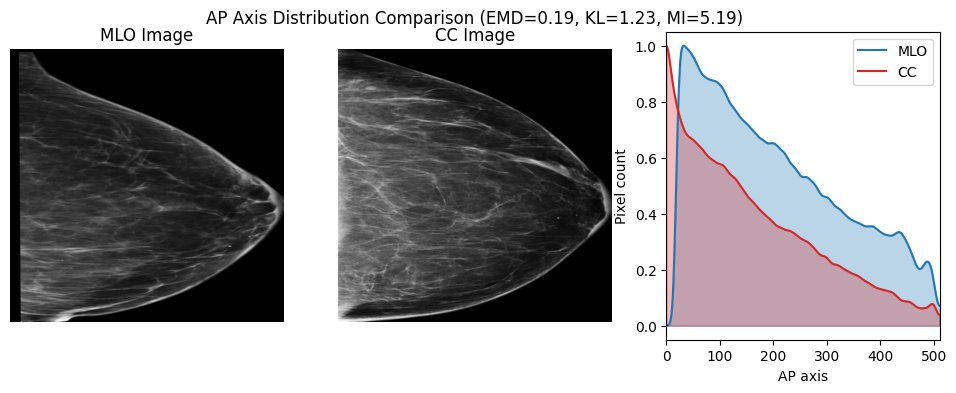 AP Axis Distribution Comparison (EMD=0.19, KL=1.23, MI=5.19)
MLO Image
CC Image
MLO
CC
1.0
0.8
0.6
0.4
0.2
0.0
Pixel count
0 100 200 300 400 500
AP axis